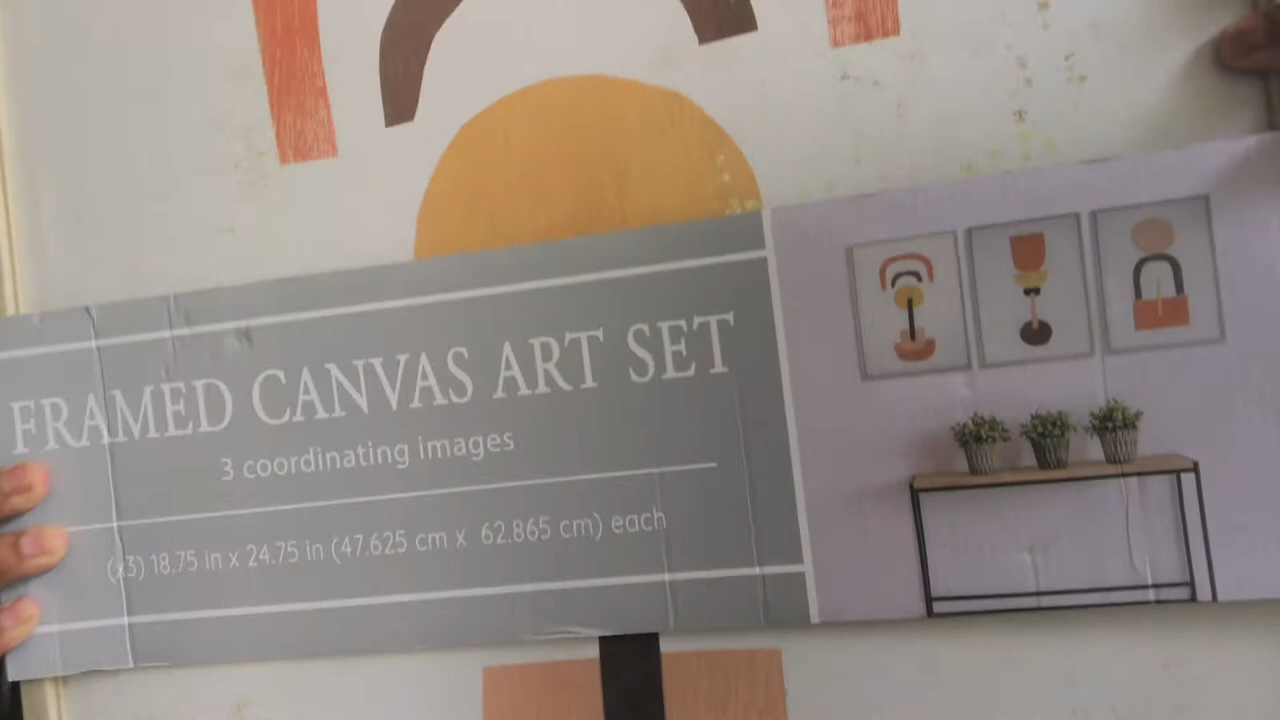 FRAMED CANVAS ART SET
3 coordinating images
(x3) 18.75 in x 24.75 in (47.625 cm x 62.865 cm) each